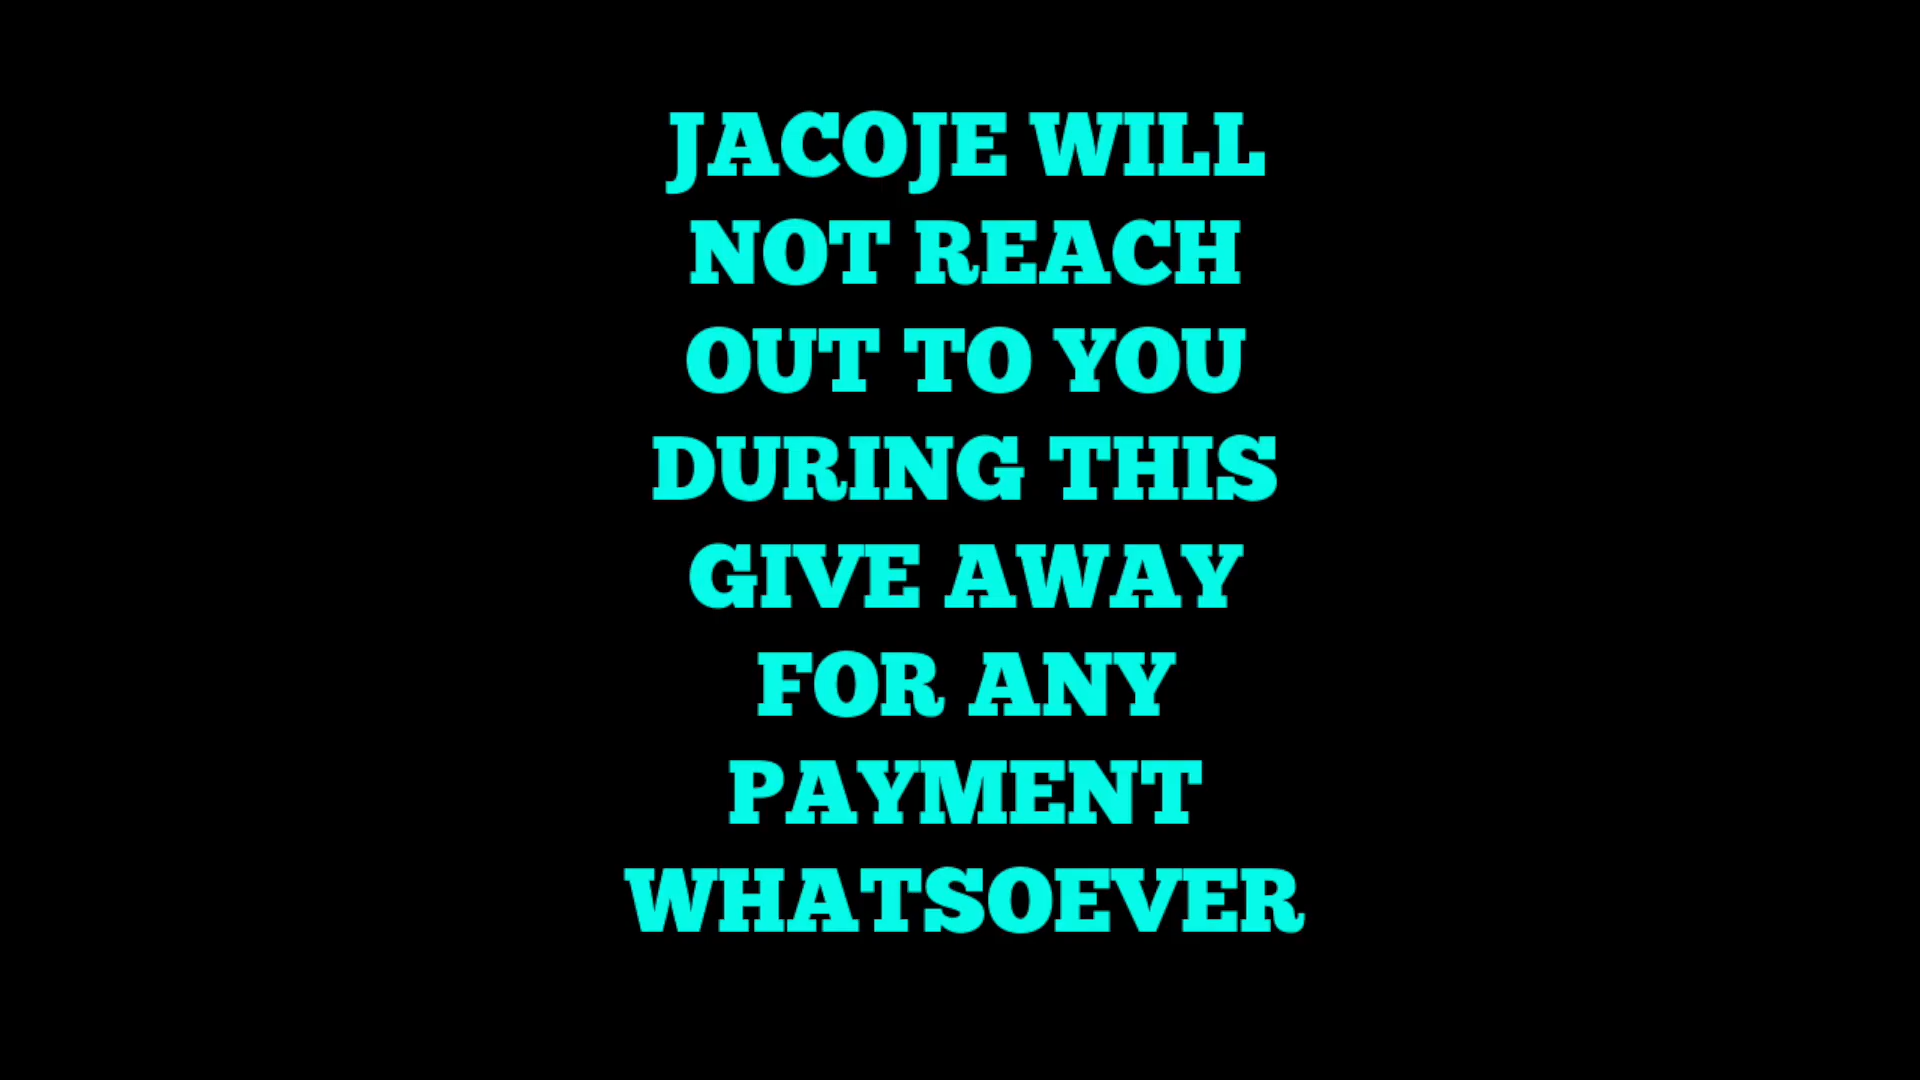 JACOJE WILL
NOT REACH
OUT TO YOU
DURING THIS
GIVE AWAY
FOR ANY
PAYMENT
WHATSOEVER